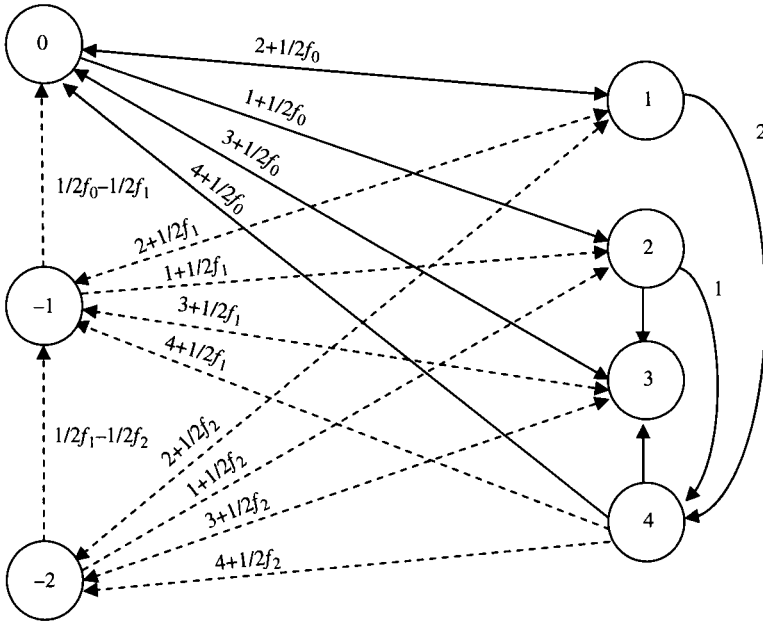 0
2+1/2f₀
1
1+1/2f₀
3+1/2f₀
4+1/2f₀
2
1/2f₀–1/2f₁
2+1/2f₁
2
1+1/2f₁
1
–1
3+1/2f₁
4+1/2f₁
3
1/2f₁–1/2f₂
2+1/2f₂
1+1/2f₂
3+1/2f₂
4
4+1/2f₂
–2